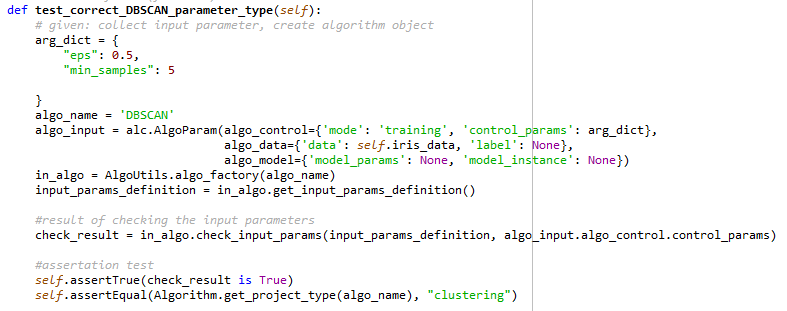 def test_correct_DBSCAN_parameter_type(self):
    # given: collect input parameter, create algorithm object
    arg_dict = {
        "eps": 0.5,
        "min_samples": 5

    }
    algo_name = 'DBSCAN'
    algo_input = alc.AlgoParam(algo_control={'mode': 'training', 'control_params': arg_dict},
                               algo_data={'data': self.iris_data, 'label': None},
                               algo_model={'model_params': None, 'model_instance': None})
    in_algo = AlgoUtils.algo_factory(algo_name)
    input_params_definition = in_algo.get_input_params_definition()

    #result of checking the input parameters
    check_result = in_algo.check_input_params(input_params_definition, algo_input.algo_control.control_params)

    #assertation test
    self.assertTrue(check_result is True)
    self.assertEqual(Algorithm.get_project_type(algo_name), "clustering")